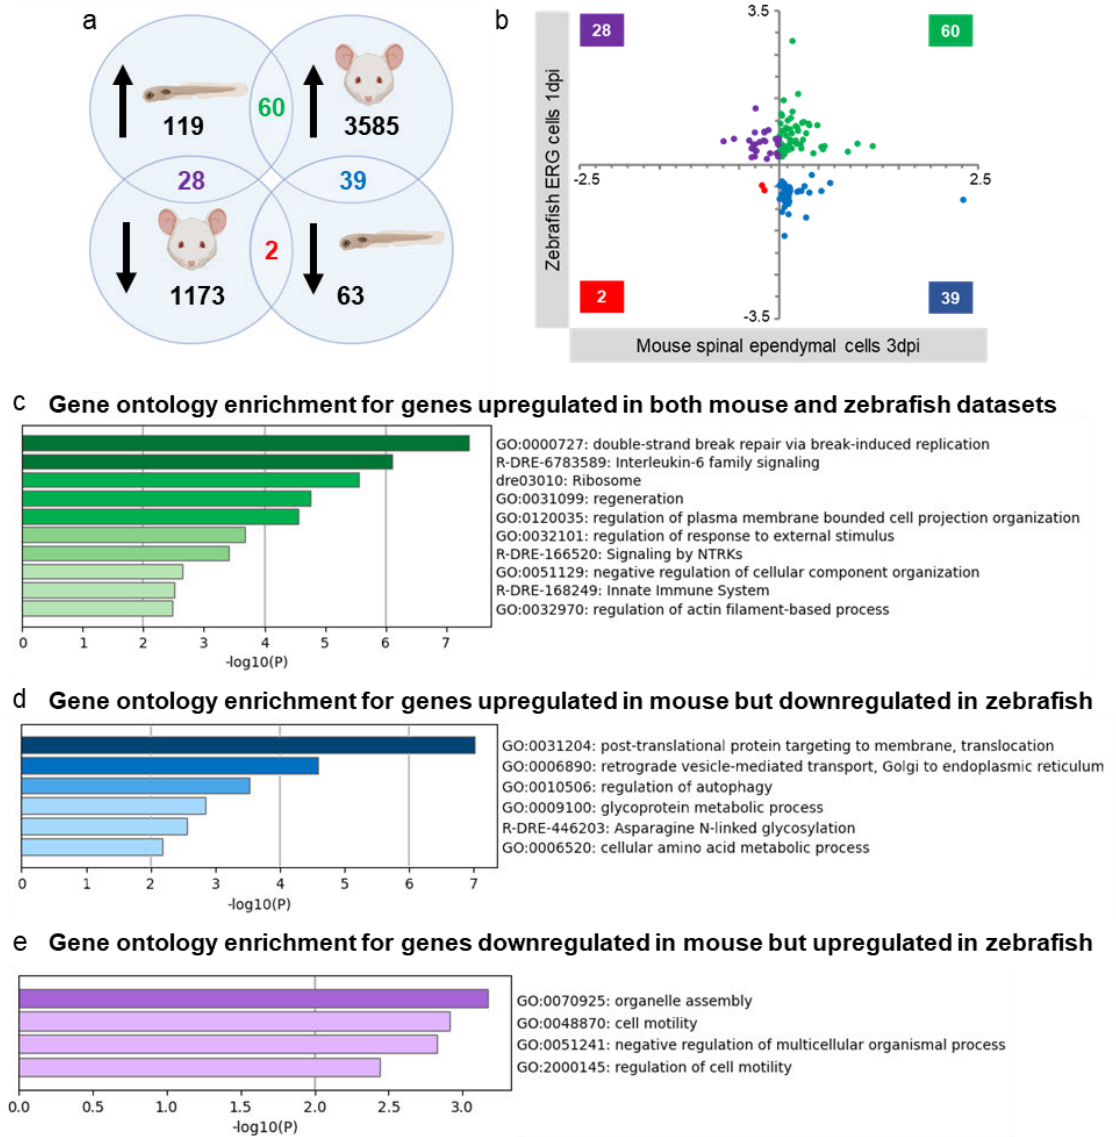 a
60
119
3585
28
39
2
1173
63
b
3.5
28
60
Zebrafish ERG cells 1dpi
-2.5
2.5
2
39
-3.5
Mouse spinal ependymal cells 3dpi
c Gene ontology enrichment for genes upregulated in both mouse and zebrafish datasets
GO:0000727: double-strand break repair via break-induced replication
R-DRE-6783589: Interleukin-6 family signaling
dre03010: Ribosome
GO:0031099: regeneration
GO:0120035: regulation of plasma membrane bounded cell projection organization
GO:0032101: regulation of response to external stimulus
R-DRE-166520: Signaling by NTRKs
GO:0051129: negative regulation of cellular component organization
R-DRE-168249: Innate Immune System
GO:0032970: regulation of actin filament-based process
0 1 2 3 4 5 6 7
-log10(P)
d Gene ontology enrichment for genes upregulated in mouse but downregulated in zebrafish
GO:0031204: post-translational protein targeting to membrane, translocation
GO:0006890: retrograde vesicle-mediated transport, Golgi to endoplasmic reticulum
GO:0010506: regulation of autophagy
GO:0009100: glycoprotein metabolic process
R-DRE-446203: Asparagine N-linked glycosylation
GO:0006520: cellular amino acid metabolic process
0 1 2 3 4 5 6 7
-log10(P)
e Gene ontology enrichment for genes downregulated in mouse but upregulated in zebrafish
GO:0070925: organelle assembly
GO:0048870: cell motility
GO:0051241: negative regulation of multicellular organismal process
GO:2000145: regulation of cell motility
0.0 0.5 1.0 1.5 2.0 2.5 3.0
-log10(P)